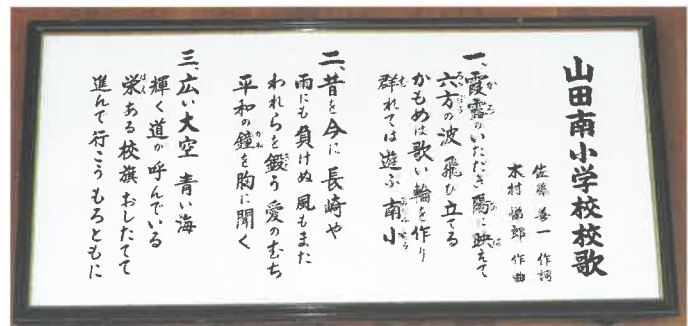 山田南小学校校歌
佐藤善一 作詞
木村 作曲
一、霞露のいただき陽に映えて
六方の波 飛び立てる
かもめは歌い輪を作り
群れては遊ぶ 南小
二、昔を今に 長崎や
雨にも負けぬ 風もまた
われらを鍛う 愛のむち
平和の鐘を胸に聞く
三、広い大空 青い海
輝く道が呼んでいる
栄ある校旗おしたてて
進んで行こう もろともに